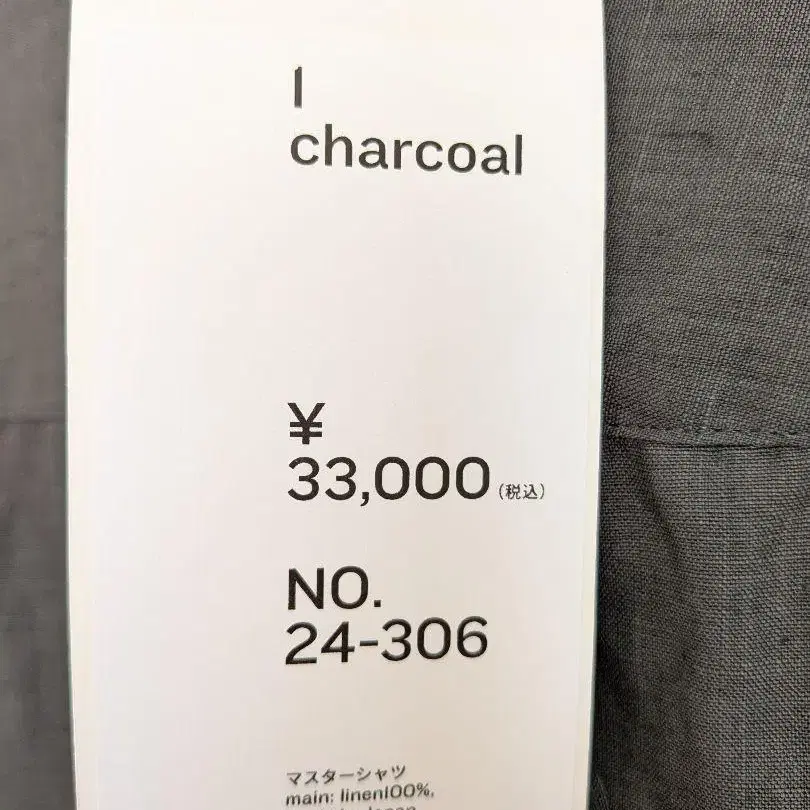 I
charcoal
¥
33,000(税込)
NO.
24-306
マスターシャツ
main: linen100%,